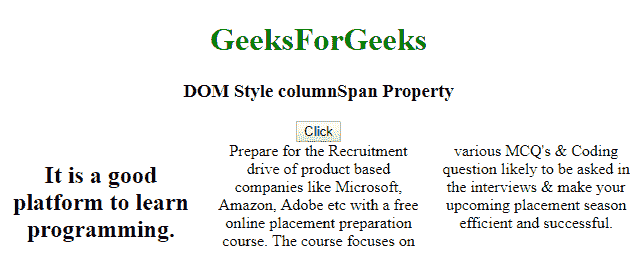 GeeksForGeeks
DOM Style columnSpan Property
Click
It is a good
platform to learn
programming.
Prepare for the Recruitment
drive of product based
companies like Microsoft,
Amazon, Adobe etc with a free
online placement preparation
course. The course focuses on
various MCQ's & Coding
question likely to be asked in
the interviews & make your
upcoming placement season
efficient and successful.